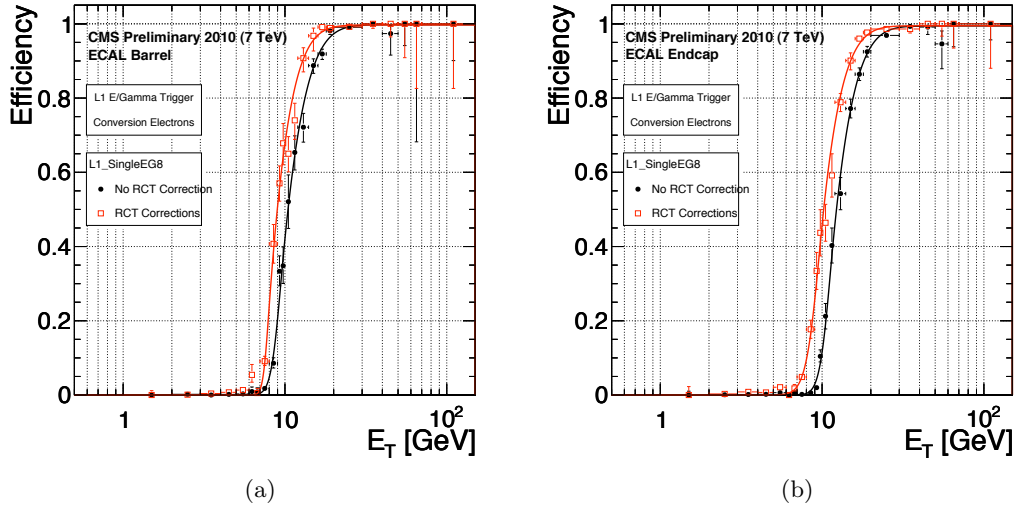 CMS Preliminary 2010 (7 TeV)
ECAL Barrel
L1 E/Gamma Trigger
Conversion Electrons
L1_SingleEG8
No RCT Correction
RCT Corrections
Efficiency
1
0.8
0.6
0.4
0.2
0
1
10
10²
E_T [GeV]
(a)
CMS Preliminary 2010 (7 TeV)
ECAL Endcap
L1 E/Gamma Trigger
Conversion Electrons
L1_SingleEG8
No RCT Correction
RCT Corrections
Efficiency
1
0.8
0.6
0.4
0.2
0
1
10
10²
E_T [GeV]
(b)